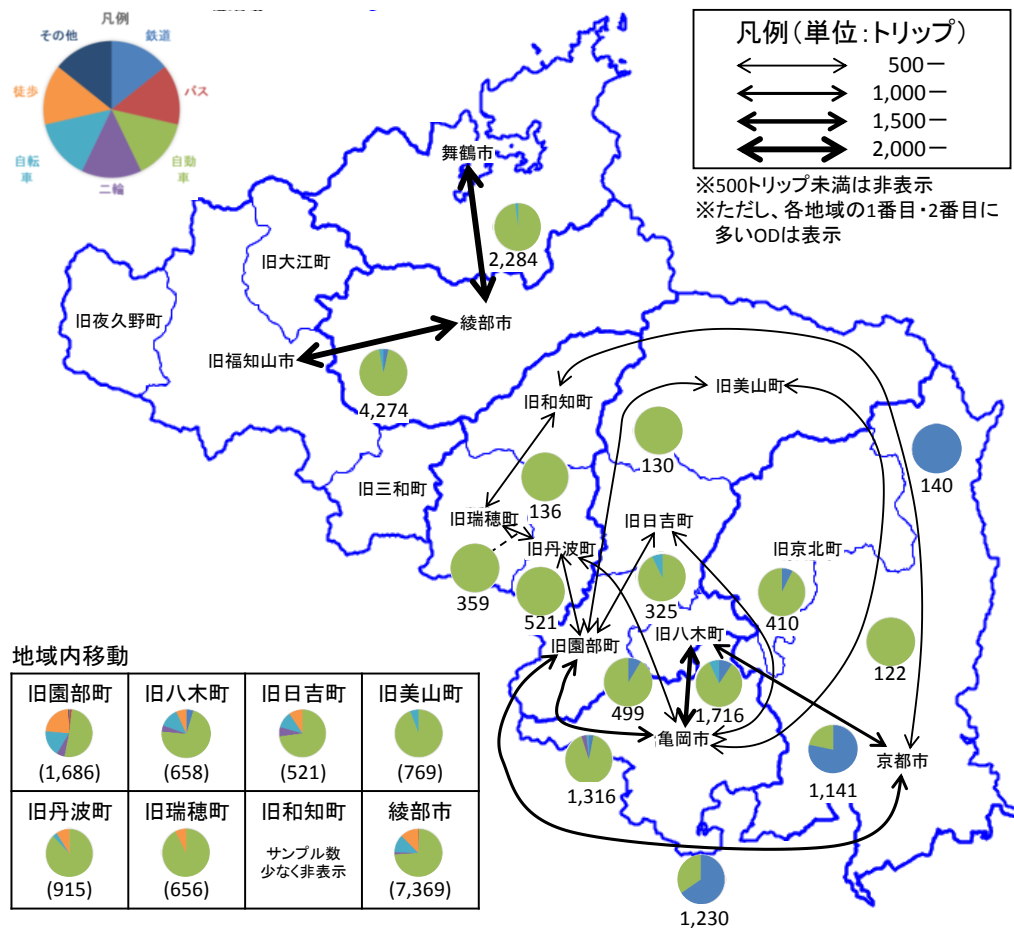 凡例
その他
鉄道
徒歩
バス
自転
車
二輪
自動
車
凡例(単位:トリップ)
500ー
1,000ー
1,500ー
2,000ー
※500トリップ未満は非表示
※ただし、各地域の1番目・2番目に
多いODは表示
舞鶴市
2,284
旧大江町
旧夜久野町
綾部市
旧福知山市
4,274
旧和知町
旧美山町
130
140
136
旧三和町
旧瑞穂町
旧日吉町
旧丹波町
旧京北町
359
521
325
410
旧園部町
旧八木町
122
499
1,716
亀岡市
京都市
1,316
1,141
1,230
地域内移動
旧園部町
(1,686)
旧八木町
(658)
旧日吉町
(521)
旧美山町
(769)
旧丹波町
(915)
旧瑞穂町
(656)
旧和知町
サンプル数
少なく非表示
綾部市
(7,369)